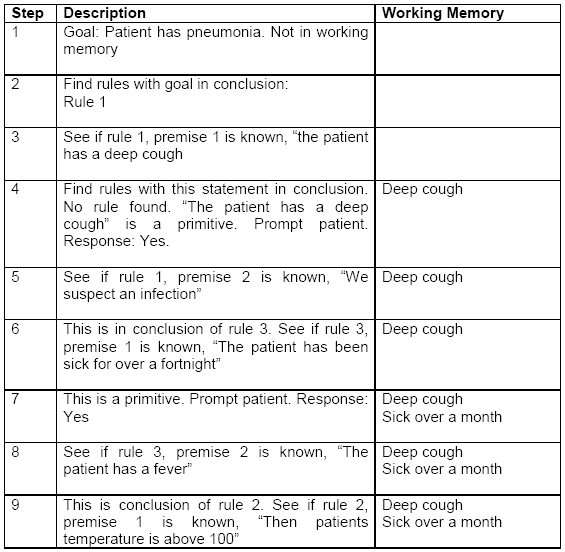 Step Description Working Memory
1 Goal: Patient has pneumonia. Not in working
memory
2 Find rules with goal in conclusion:
Rule 1
3 See if rule 1, premise 1 is known, “the patient
has a deep cough
4 Find rules with this statement in conclusion. Deep cough
No rule found. “The patient has a deep
cough” is a primitive. Prompt patient.
Response: Yes.
5 See if rule 1, premise 2 is known, “We Deep cough
suspect an infection”
6 This is in conclusion of rule 3. See if rule 3, Deep cough
premise 1 is known, “The patient has been
sick for over a fortnight”
7 This is a primitive. Prompt patient. Response: Deep cough
Yes Sick over a month
8 See if rule 3, premise 2 is known, “The Deep cough
patient has a fever” Sick over a month
9 This is conclusion of rule 2. See if rule 2, Deep cough
premise 1 is known, “Then patients Sick over a month
temperature is above 100”